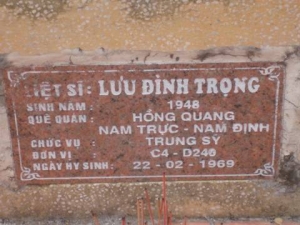 LIỆT SĨ: LƯU ĐÌNH TRỌNG
SINH NĂM : 1948
QUÊ QUÁN : HỒNG QUANG
NAM TRỰC - NAM ĐỊNH
CHỨC VỤ : TRUNG SỸ
ĐƠN VỊ : C4 - D240
NGÀY HY SINH: 22 - 02 - 1969